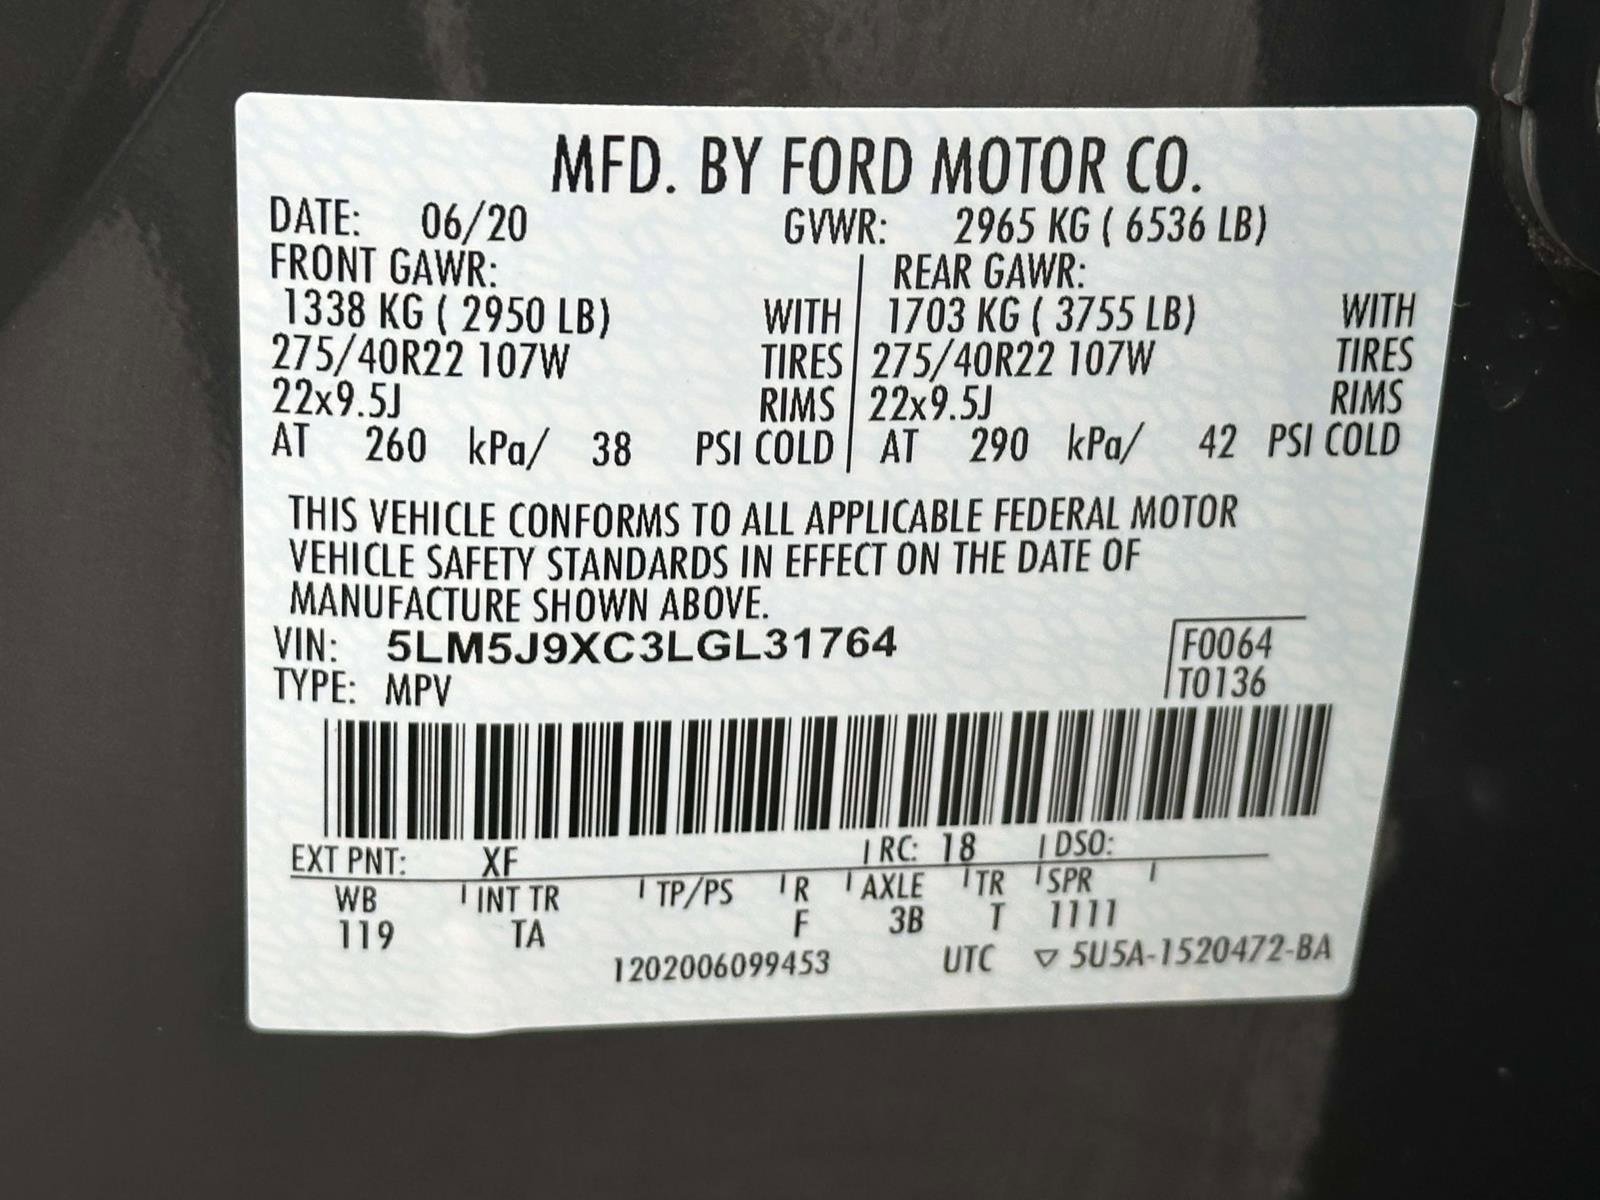 MFD. BY FORD MOTOR CO.
DATE: 06/20 GVWR: 2965 KG ( 6536 LB)
FRONT GAWR: REAR GAWR:
1338 KG ( 2950 LB) WITH 1703 KG ( 3755 LB) WITH
275/40R22 107W TIRES 275/40R22 107W TIRES
22x9.5J RIMS 22x9.5J RIMS
AT 260 kPa/ 38 PSI COLD AT 290 kPa/ 42 PSI COLD
THIS VEHICLE CONFORMS TO ALL APPLICABLE FEDERAL MOTOR
VEHICLE SAFETY STANDARDS IN EFFECT ON THE DATE OF
MANUFACTURE SHOWN ABOVE.
VIN: 5LM5J9XC3LGL31764 F0064
TYPE: MPV T0136
EXT PNT: XF RC: 18 DSO:
WB INT TR TP/PS R AXLE TR SPR
119 TA F 3B T 1111
1202006099453 UTC ▽ 5U5A-1520472-BA